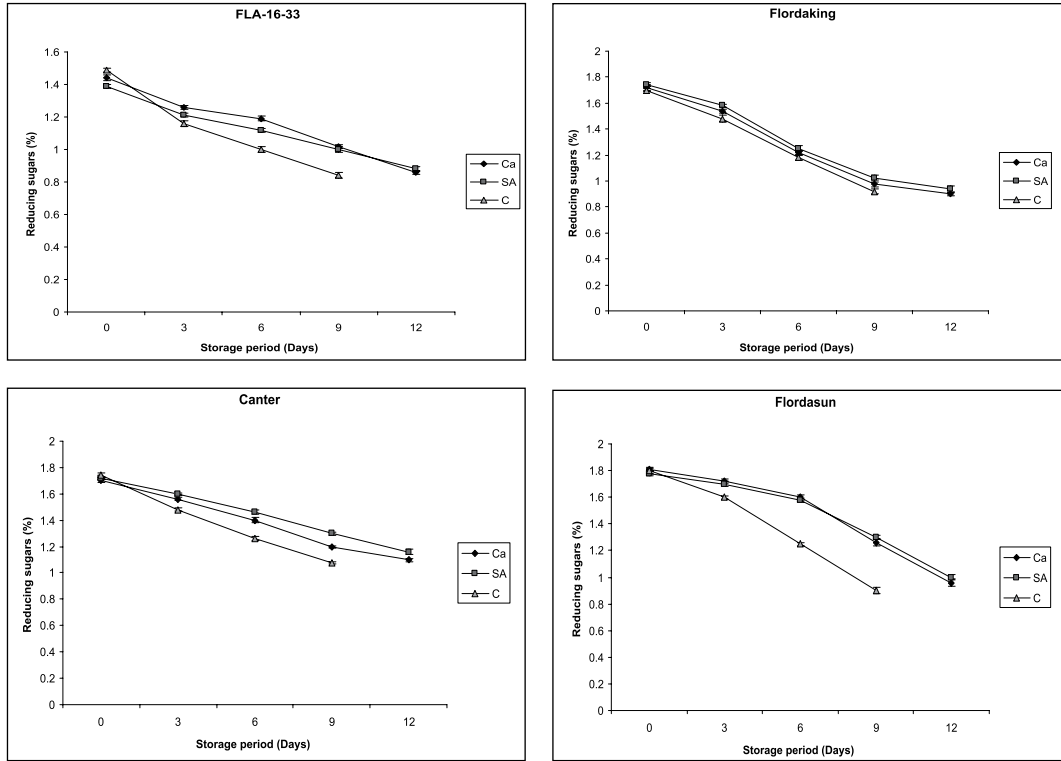 FLA-16-33
1.6
1.4
1.2
1
0.8
0.6
0.4
0.2
0
0 3 6 9 12
Reducing sugars (%)
Storage period (Days)
Ca
SA
C
Flordaking
2
1.8
1.6
1.4
1.2
1
0.8
0.6
0.4
0.2
0
0 3 6 9 12
Reducing sugars (%)
Storage period (Days)
Ca
SA
C
Canter
2
1.8
1.6
1.4
1.2
1
0.8
0.6
0.4
0.2
0
0 3 6 9 12
Reducing sugars (%)
Storage period (Days)
Ca
SA
C
Flordasun
2
1.8
1.6
1.4
1.2
1
0.8
0.6
0.4
0.2
0
0 3 6 9 12
Reducing sugars (%)
Storage period (Days)
Ca
SA
C